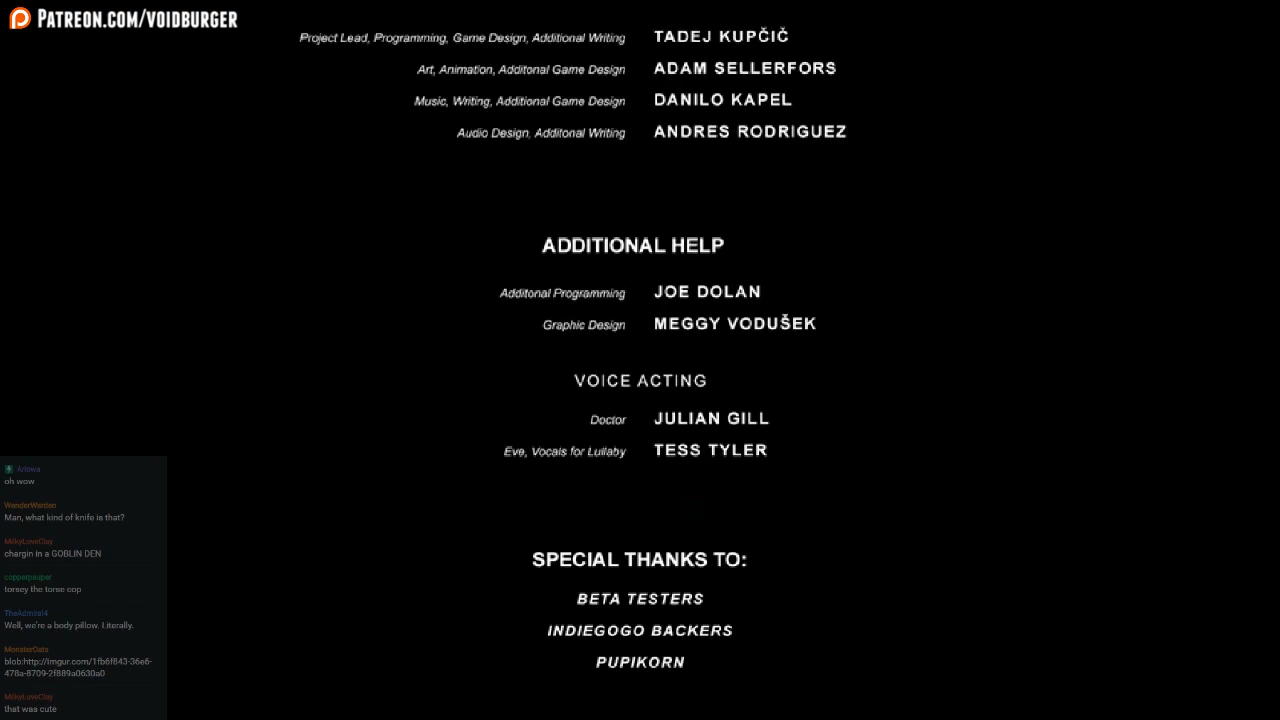 Patreon.com/voidburger
Project Lead, Programming, Game Design, Additional Writing TADEJ KUPČIČ
Art, Animation, Additonal Game Design ADAM SELLERFORS
Music, Writing, Additional Game Design DANILO KAPEL
Audio Design, Additonal Writing ANDRES RODRIGUEZ
ADDITIONAL HELP
Additonal Programming JOE DOLAN
Graphic Design MEGGY VODUŠEK
VOICE ACTING
Doctor JULIAN GILL
Eve, Vocals for Lullaby TESS TYLER
SPECIAL THANKS TO:
BETA TESTERS
INDIEGOGO BACKERS
PUPIKORN
Arlowa
oh wow
WanderWarden
Man, what kind of knife is that?
MilkyLoveClay
chargin in a GOBLIN DEN
copperpauper
torsey the torse cop
TheAdmiral4
Well, we're a body pillow. Literally.
MonsterOats
blob:http://imgur.com/1fb6f843-36e6-
478a-8709-2f889a0630a0
MilkyLoveClay
that was cute